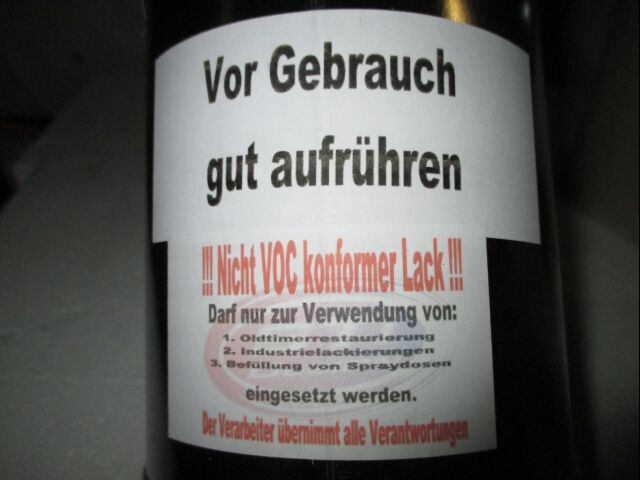 Vor Gebrauch
gut aufrühren
!!! Nicht VOC konformer Lack !!!
Darf nur zur Verwendung von:
1. Oldtimerrestaurierung
2. Industrielackierungen
3. Befüllung von Spraydosen
eingesetzt werden.
Der Verarbeiter übernimmt alle Verantwortungen